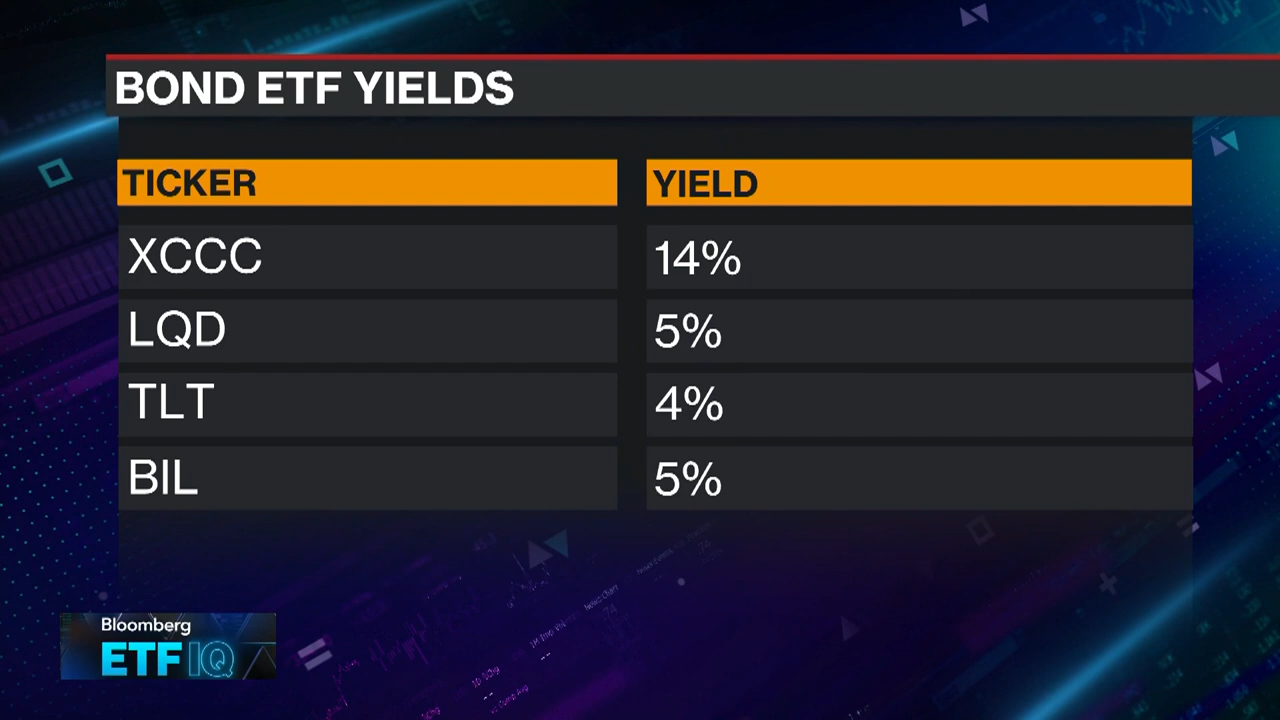 BOND ETF YIELDS
TICKER YIELD
XCCC 14%
LQD 5%
TLT 4%
BIL 5%
Bloomberg
ETF IQ